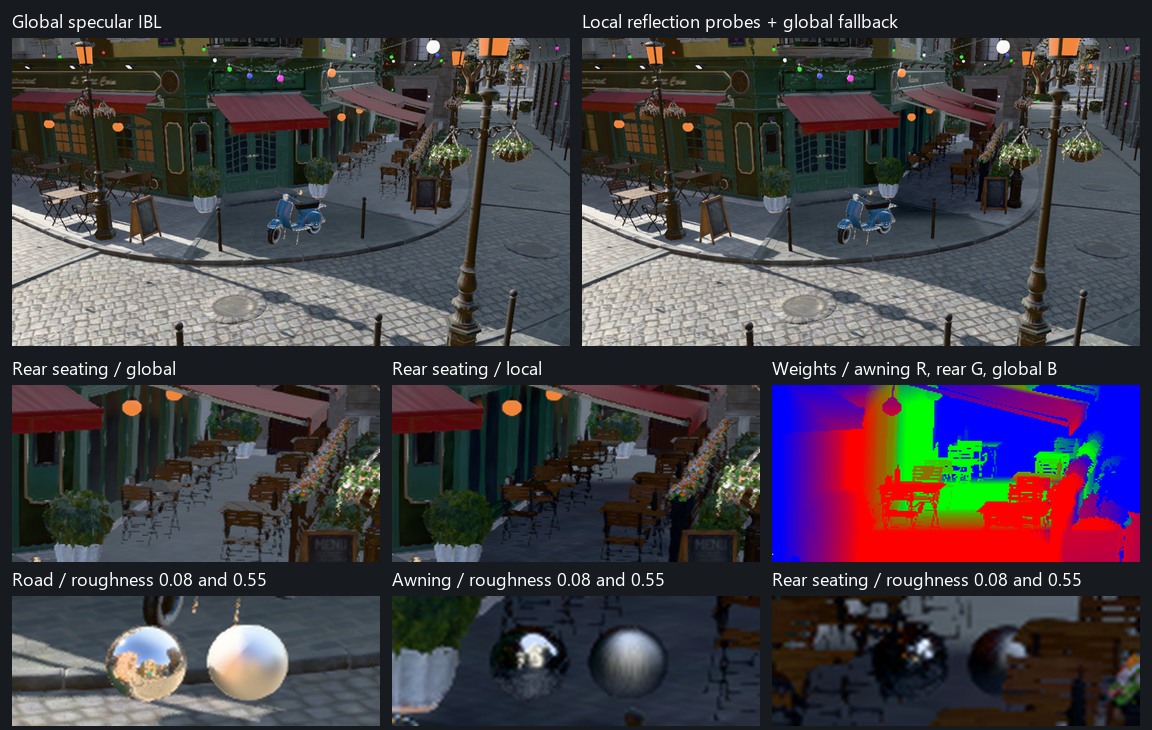 Global specular IBL
Local reflection probes + global fallback
Rear seating / global
Rear seating / local
Weights / awning R, rear G, global B
MENU
Road / roughness 0.08 and 0.55
Awning / roughness 0.08 and 0.55
Rear seating / roughness 0.08 and 0.55